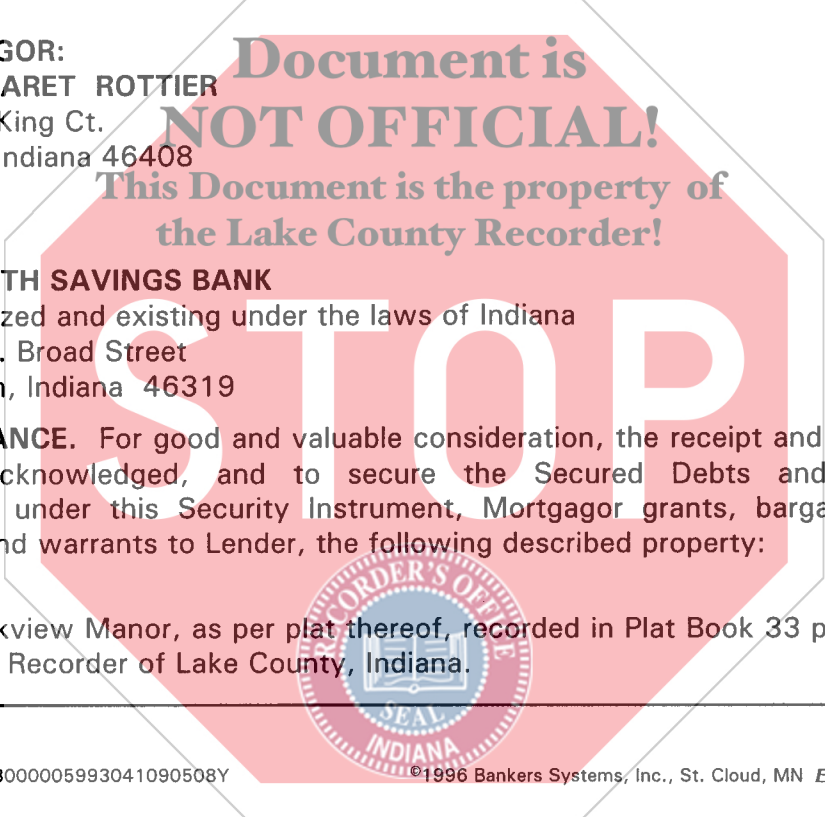 GOR:
Document is
ARET ROTTIER
King Ct.
NOT OFFICIAL!
ndiana 46408
This Document is the property of
the Lake County Recorder!
TH SAVINGS BANK
zed and existing under the laws of Indiana
. Broad Street
, Indiana 46319
STOP
ANCE. For good and valuable consideration, the receipt and
cknowledged, and to secure the Secured Debts and
under this Security Instrument, Mortgagor grants, barga
nd warrants to Lender, the following described property:
RECORDER'S OFFICE
kview Manor, as per plat thereof, recorded in Plat Book 33 p
Recorder of Lake County, Indiana.
SEAL
INDIANA
000005993041090508Y
©1996 Bankers Systems, Inc., St. Cloud, MN E